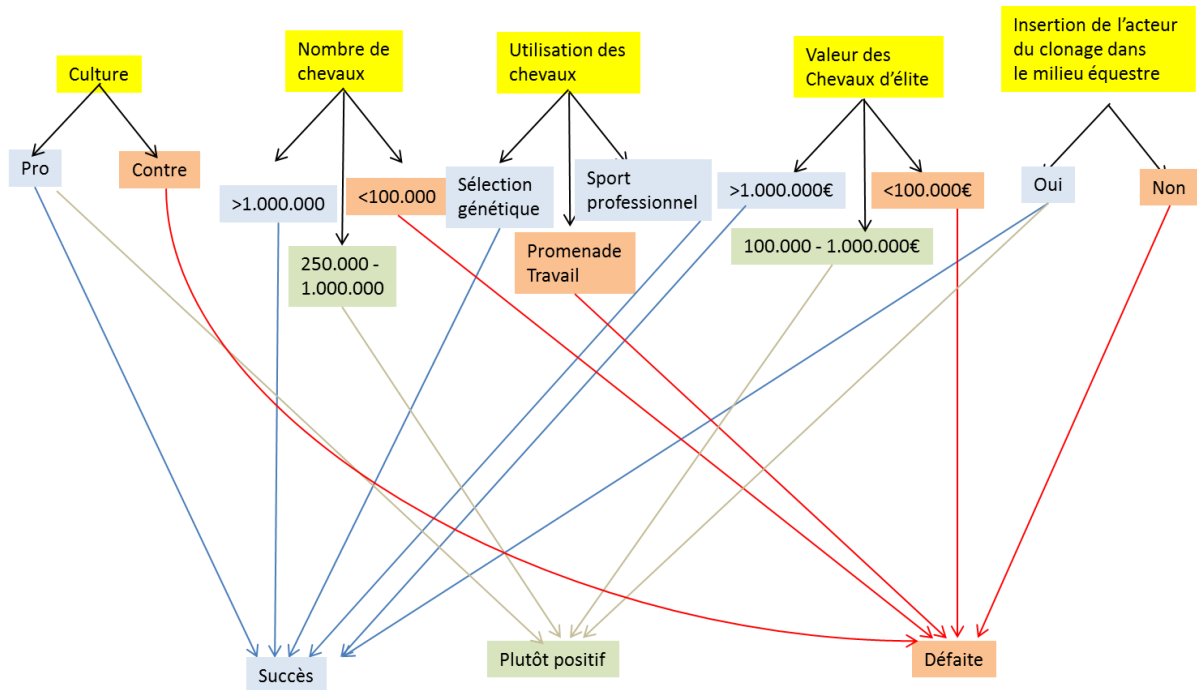 Culture
Nombre de
chevaux
Utilisation des
chevaux
Valeur des
Chevaux d’élite
Insertion de l’acteur
du clonage dans
le milieu équestre
Pro
Contre
>1.000.000
<100.000
250.000 -
1.000.000
Sélection
génétique
Sport
professionnel
Promenade
Travail
>1.000.000€
<100.000€
100.000 - 1.000.000€
Oui
Non
Succès
Plutôt positif
Défaite